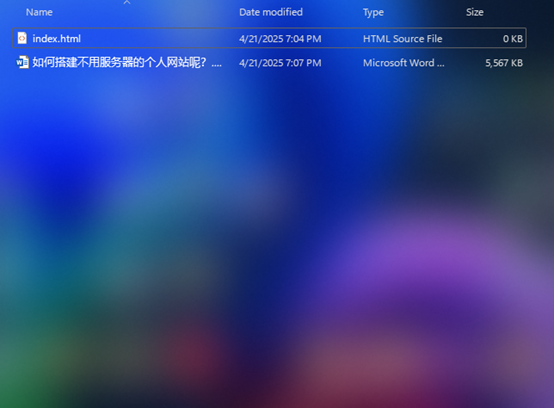 Name Date modified Type Size
index.html 4/21/2025 7:04 PM HTML Source File 0 KB
如何搭建不用服务器的个人网站呢？.... 4/21/2025 7:07 PM Microsoft Word ... 5,567 KB